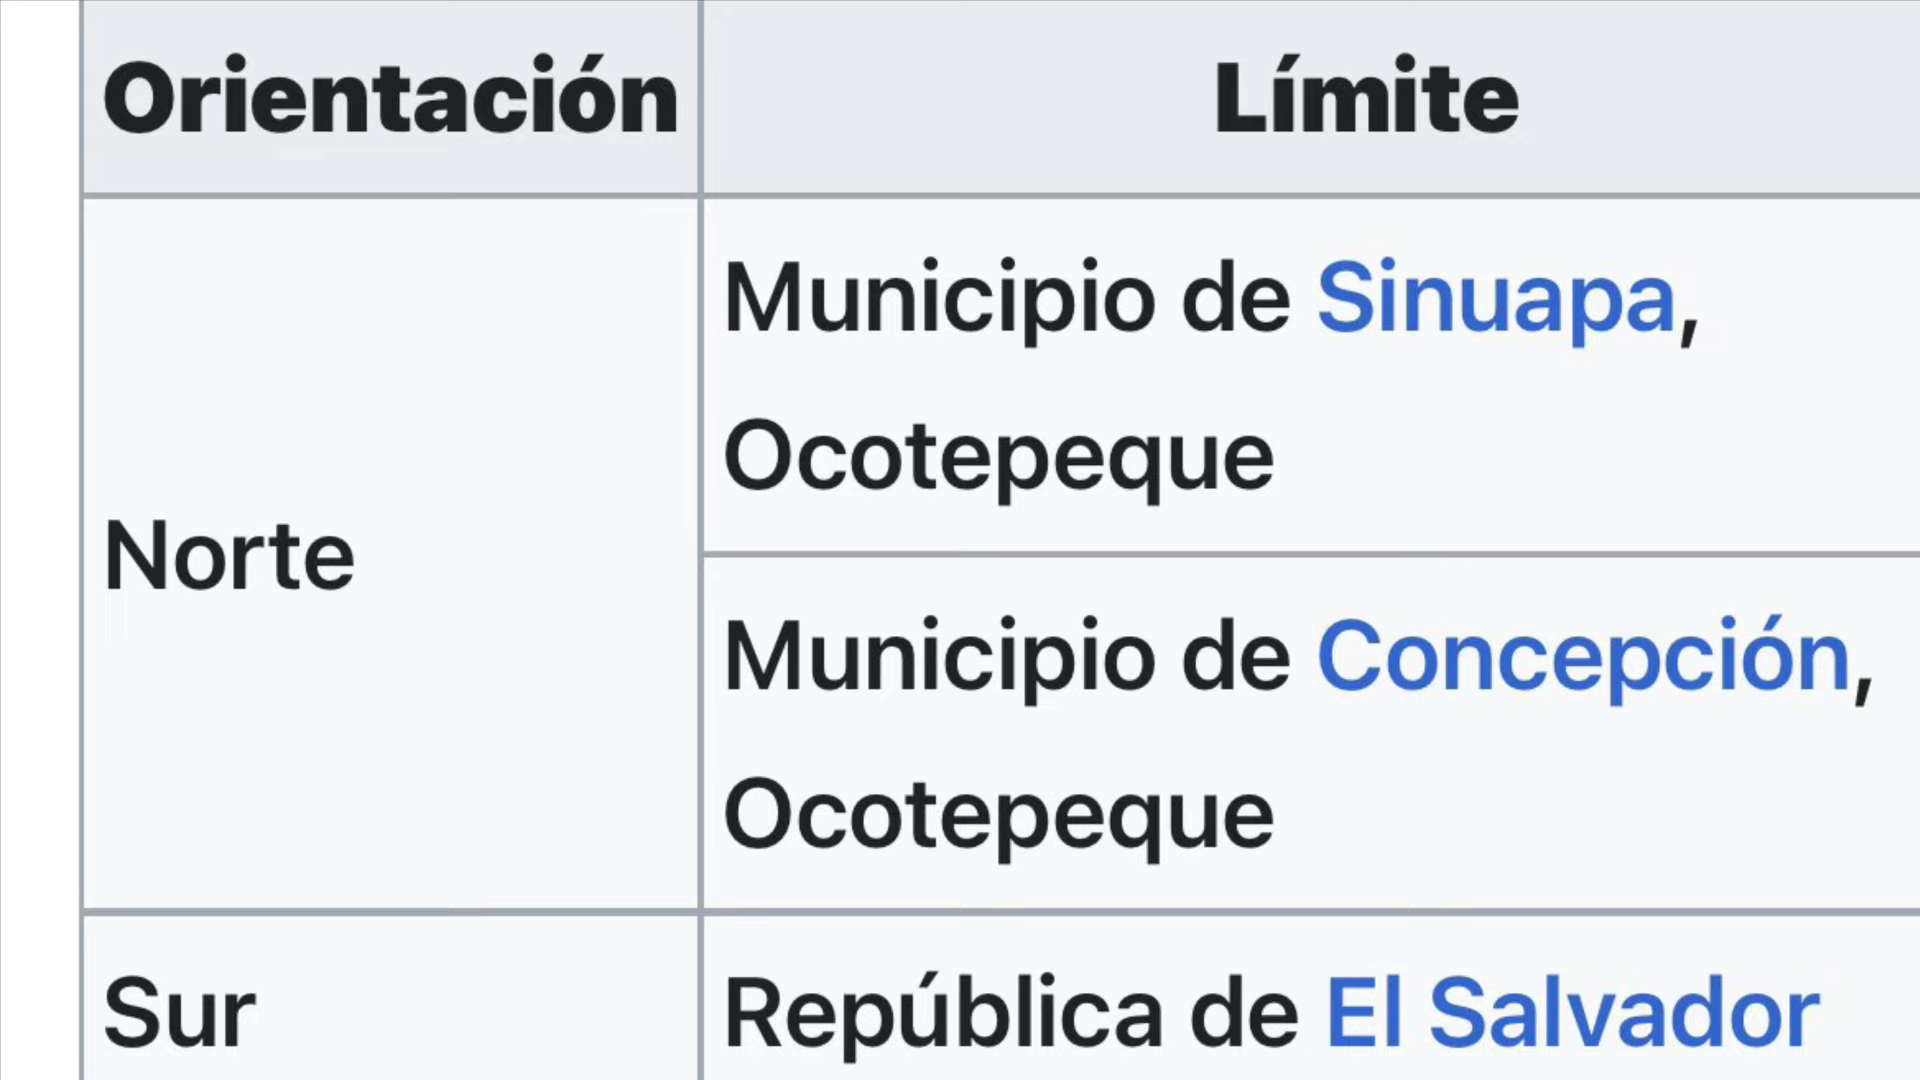 Orientación Límite
Municipio de Sinuapa,
Ocotepeque
Norte
Municipio de Concepción,
Ocotepeque
Sur República de El Salvador